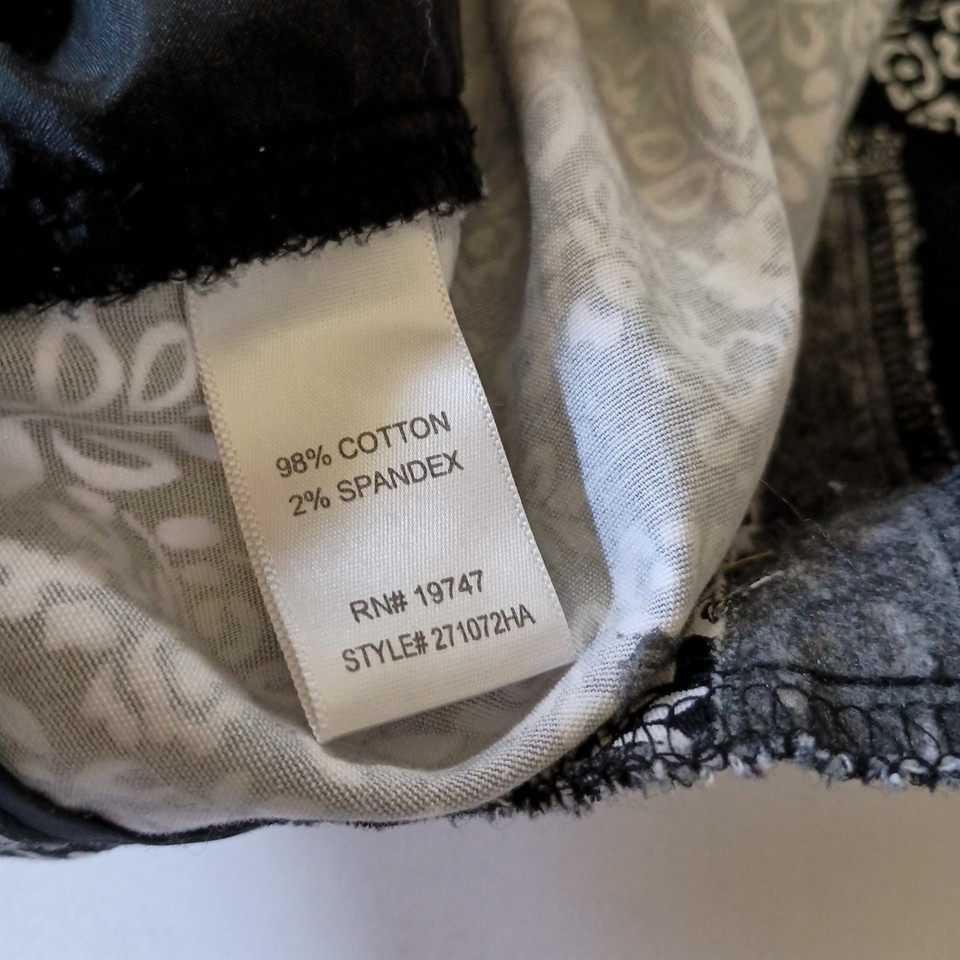 98% COTTON
2% SPANDEX
RN# 19747
STYLE# 271072HA